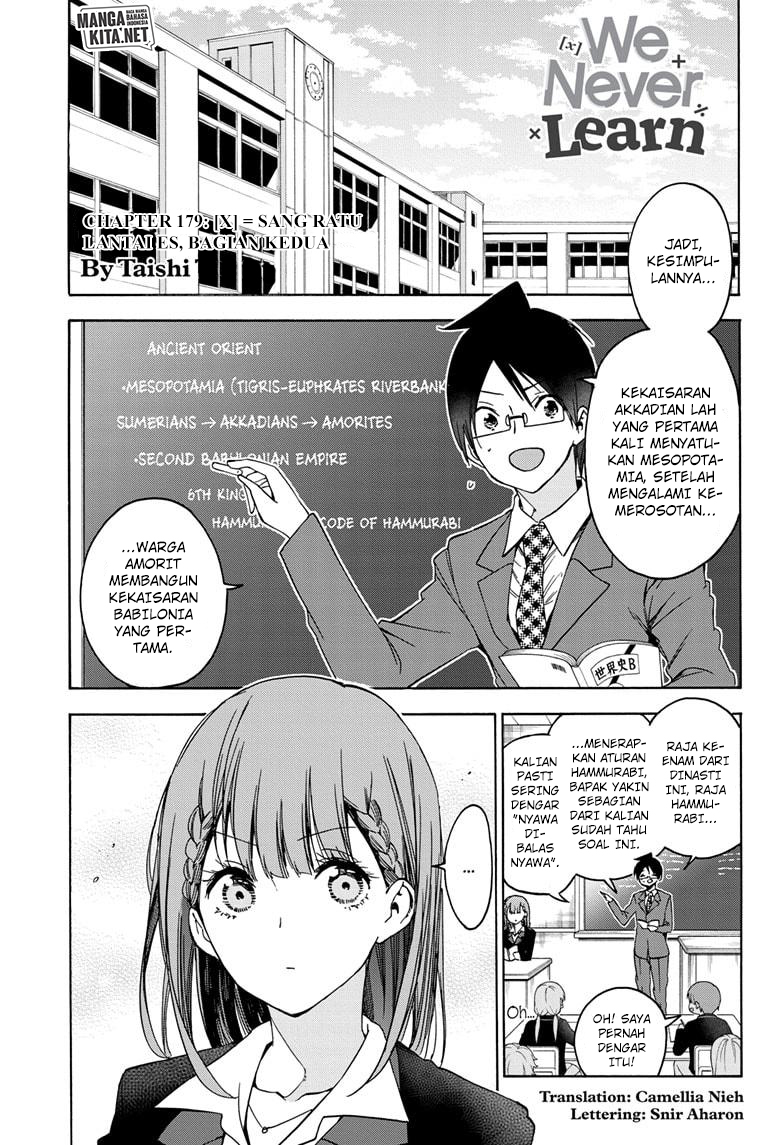 MANGA
KITA.NET
BACA MANGA
BAHASA
INDONESIA
[x] We
Never
Learn
CHAPTER 179: [X] = SANG RATU
LANTAI ES, BAGIAN KEDUA
By Taishi
JADI,
KESIMPU-
LANNYA...
KEKAISARAN
AKKADIAN LAH
YANG PERTAMA
KALI MENYATU-
KAN MESOPOTA-
MIA, SETELAH
MENGALAMI KE-
MEROSOTAN...
ANCIENT ORIENT
•MESOPOTAMIA (TIGRIS-EUPHRATES RIVERBANK
SUMERIANS → AKKADIANS → AMORITES
•SECOND BABYLONIAN EMPIRE
6TH KING
CODE OF HAMMURABI
...WARGA
AMORIT
MEMBANGUN
KEKAISARAN
BABILONIA
YANG PER-
TAMA.
世界史B
RAJA KE-
ENAM DARI
DINASTI
INI, RAJA
HAMMU-
RABI...
...MENERAP-
KAN ATURAN
HAMMURABI,
BAPAK YAKIN
SEBAGIAN
DARI KALIAN
SUDAH TAHU
SOAL INI.
KALIAN
PASTI
SERING
DENGAR
"NYAWA
DI-
BALAS
NYAWA".
Oh...
OH! SAYA
PERNAH
DENGAR
ITU!
...
Translation: Camellia Nieh
Lettering: Snir Aharon